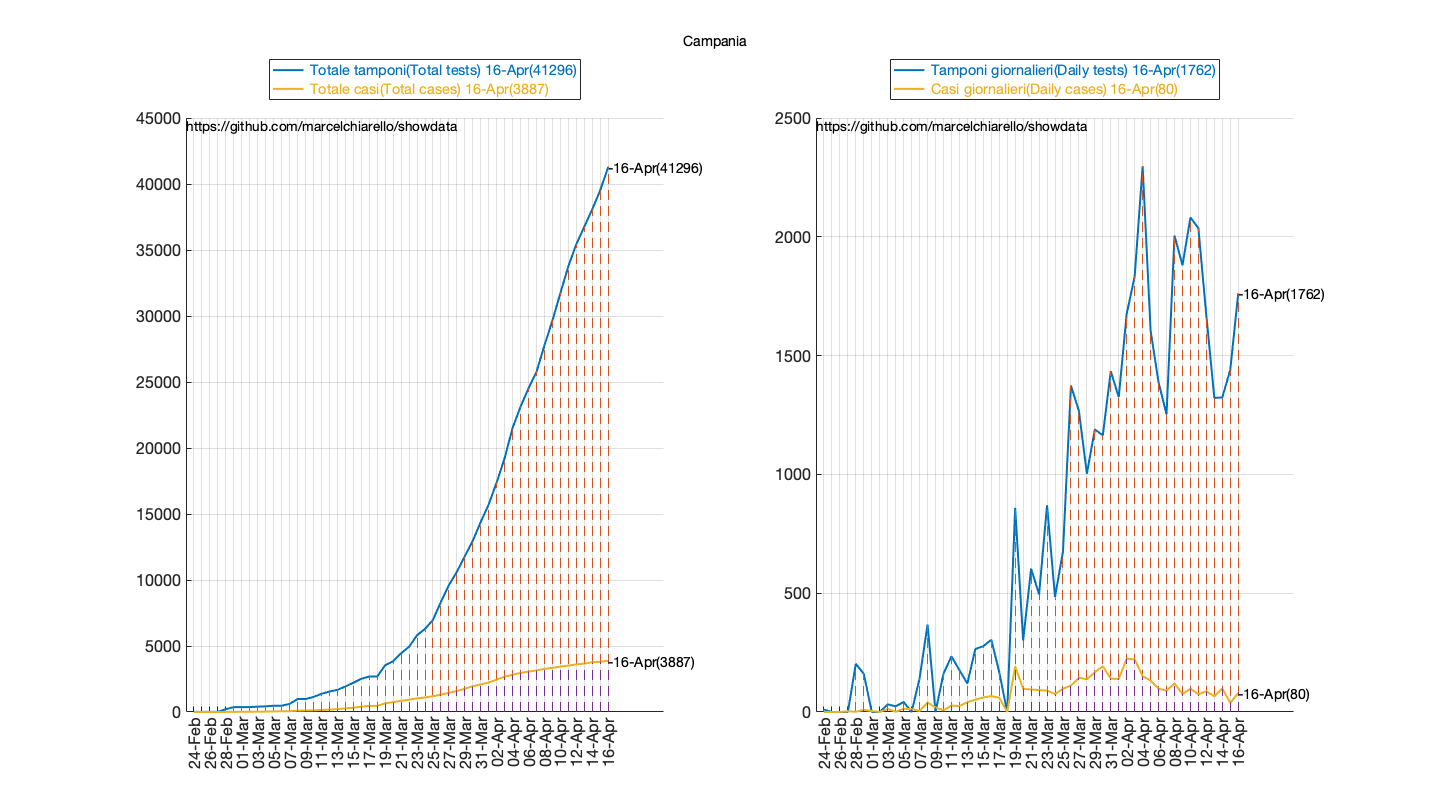 Campania
Totale tamponi(Total tests) 16-Apr(41296)
Totale casi(Total cases) 16-Apr(3887)
45000
https://github.com/marcelchiarello/showdata
16-Apr(41296)
40000
35000
30000
25000
20000
15000
10000
5000
16-Apr(3887)
0
24-Feb
26-Feb
28-Feb
01-Mar
03-Mar
05-Mar
07-Mar
09-Mar
11-Mar
13-Mar
15-Mar
17-Mar
19-Mar
21-Mar
23-Mar
25-Mar
27-Mar
29-Mar
31-Mar
02-Apr
04-Apr
06-Apr
08-Apr
10-Apr
12-Apr
14-Apr
16-Apr
Tamponi giornalieri(Daily tests) 16-Apr(1762)
Casi giornalieri(Daily cases) 16-Apr(80)
2500
https://github.com/marcelchiarello/showdata
2000
16-Apr(1762)
1500
1000
500
16-Apr(80)
0
24-Feb
26-Feb
28-Feb
01-Mar
03-Mar
05-Mar
07-Mar
09-Mar
11-Mar
13-Mar
15-Mar
17-Mar
19-Mar
21-Mar
23-Mar
25-Mar
27-Mar
29-Mar
31-Mar
02-Apr
04-Apr
06-Apr
08-Apr
10-Apr
12-Apr
14-Apr
16-Apr